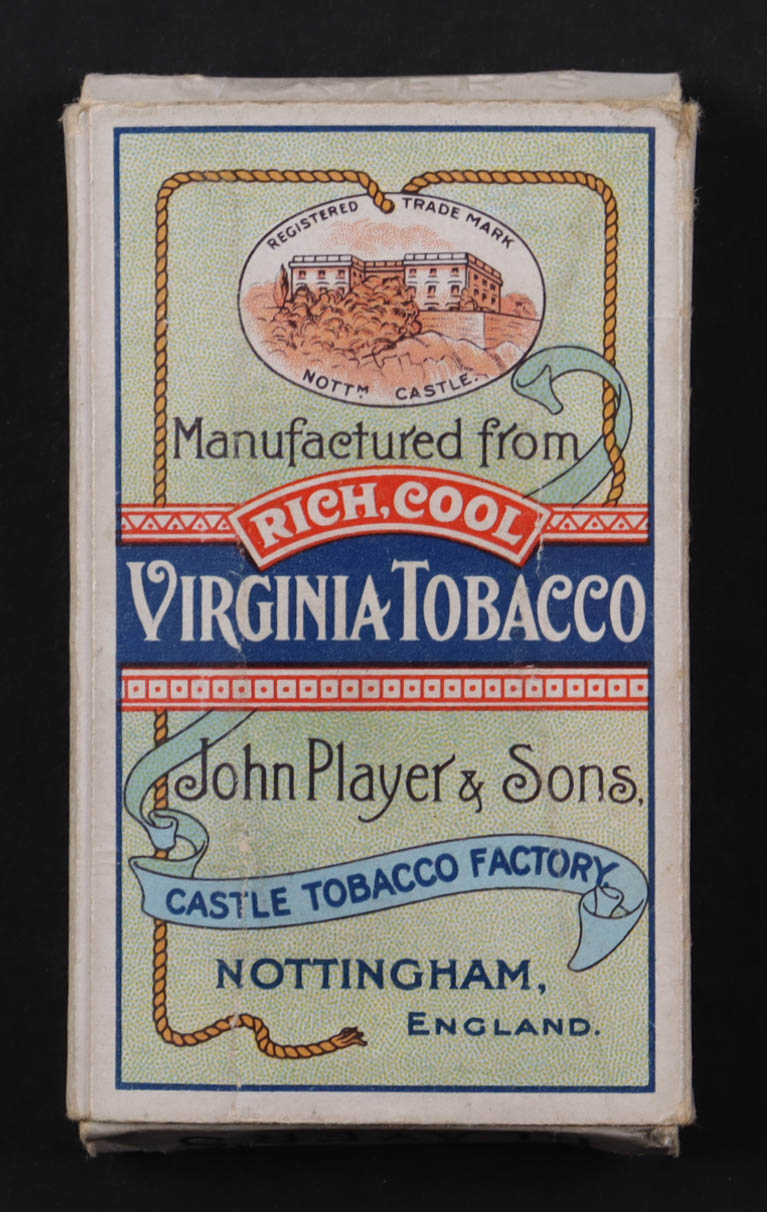 REGISTERED TRADE MARK
NOTTM CASTLE.
Manufactured from
RICH, COOL
VIRGINIA TOBACCO
John Player & Sons,
CASTLE TOBACCO FACTORY,
NOTTINGHAM,
ENGLAND.